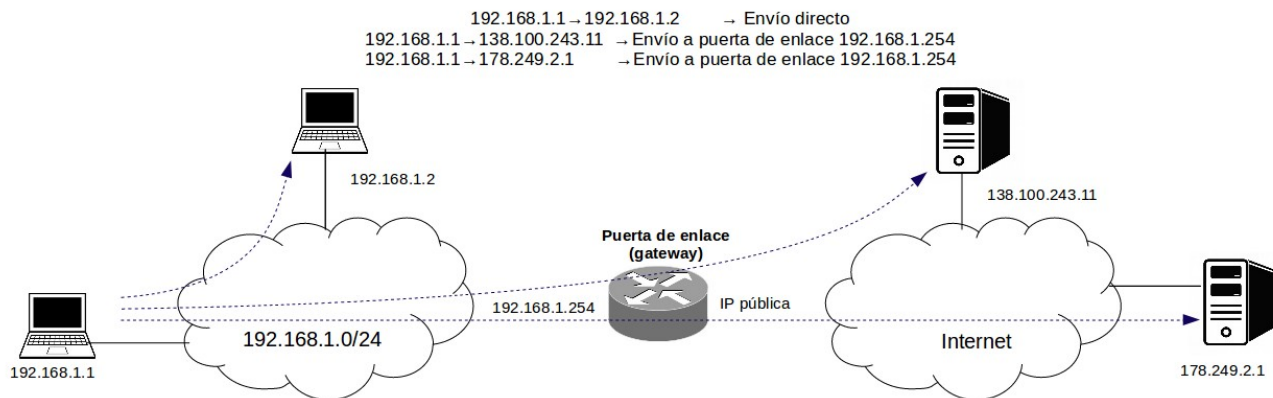 192.168.1.1→192.168.1.2 → Envío directo
192.168.1.1→138.100.243.11 →Envío a puerta de enlace 192.168.1.254
192.168.1.1→178.249.2.1 →Envío a puerta de enlace 192.168.1.254
192.168.1.2
138.100.243.11
Puerta de enlace
(gateway)
192.168.1.254
IP pública
192.168.1.0/24
Internet
192.168.1.1
178.249.2.1